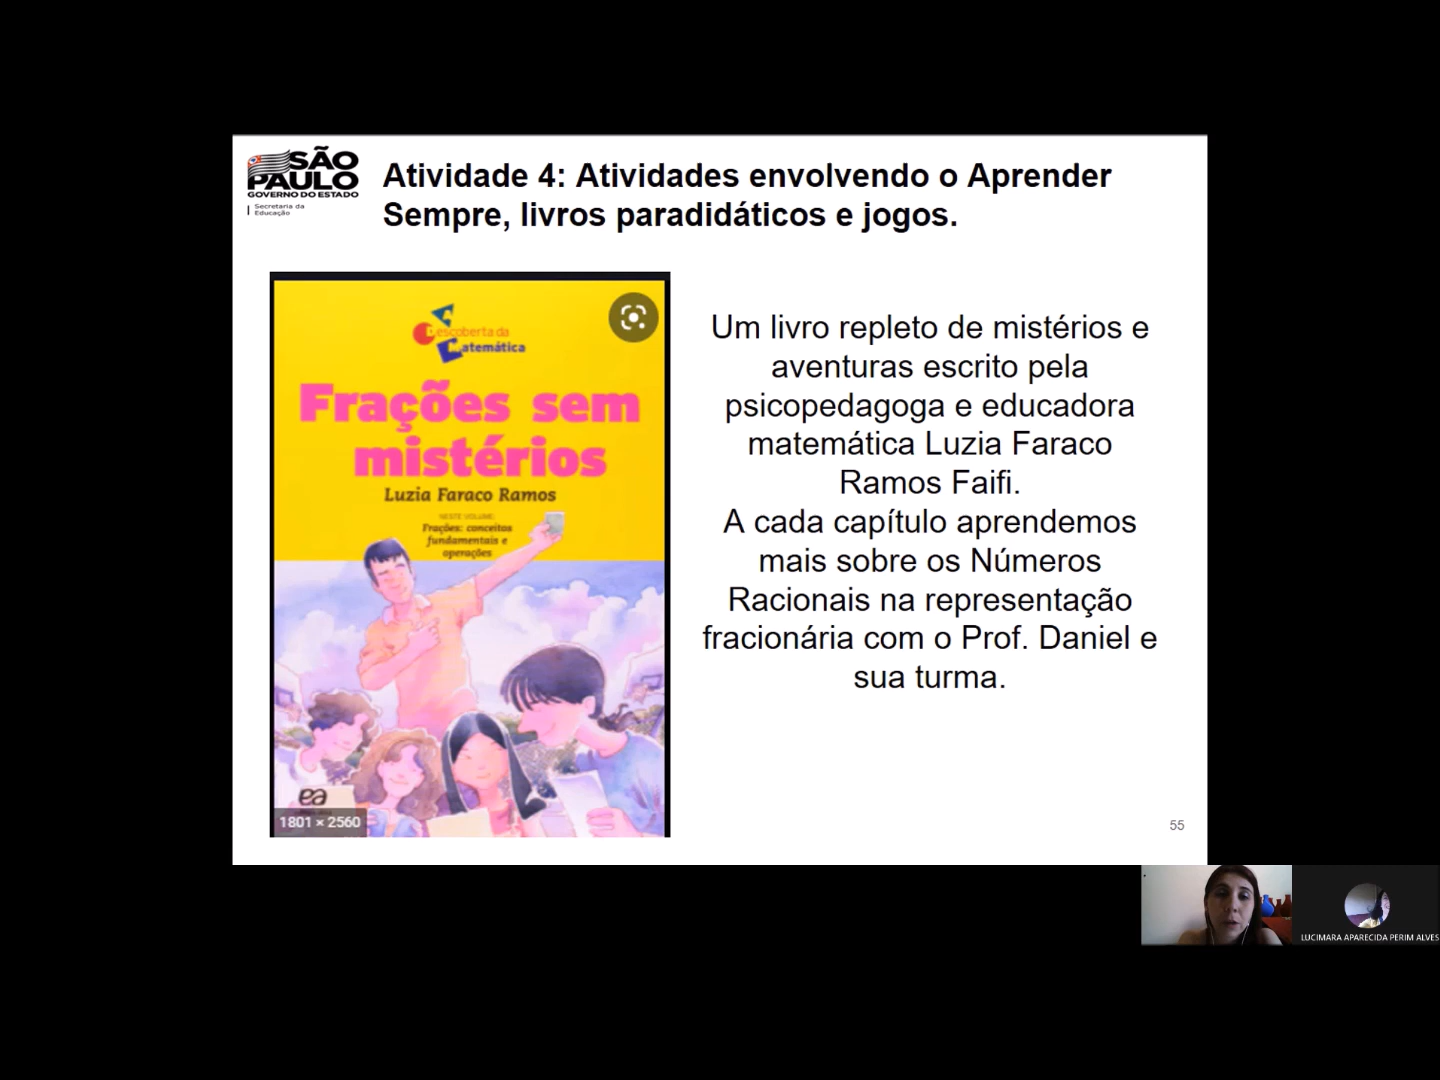 SÃO
PAULO
GOVERNO DO ESTADO
Secretaria da
Educação
Atividade 4: Atividades envolvendo o Aprender
Sempre, livros paradidáticos e jogos.
A
Descoberta da
Matemática
Frações sem
mistérios
Luzia Faraco Ramos
NESTE VOLUME:
Frações: conceitos
fundamentais e
operações
ea
1801 × 2560
Um livro repleto de mistérios e
aventuras escrito pela
psicopedagoga e educadora
matemática Luzia Faraco
Ramos Faifi.
A cada capítulo aprendemos
mais sobre os Números
Racionais na representação
fracionária com o Prof. Daniel e
sua turma.
55
LUCIMARA APARECIDA PERIM ALVES